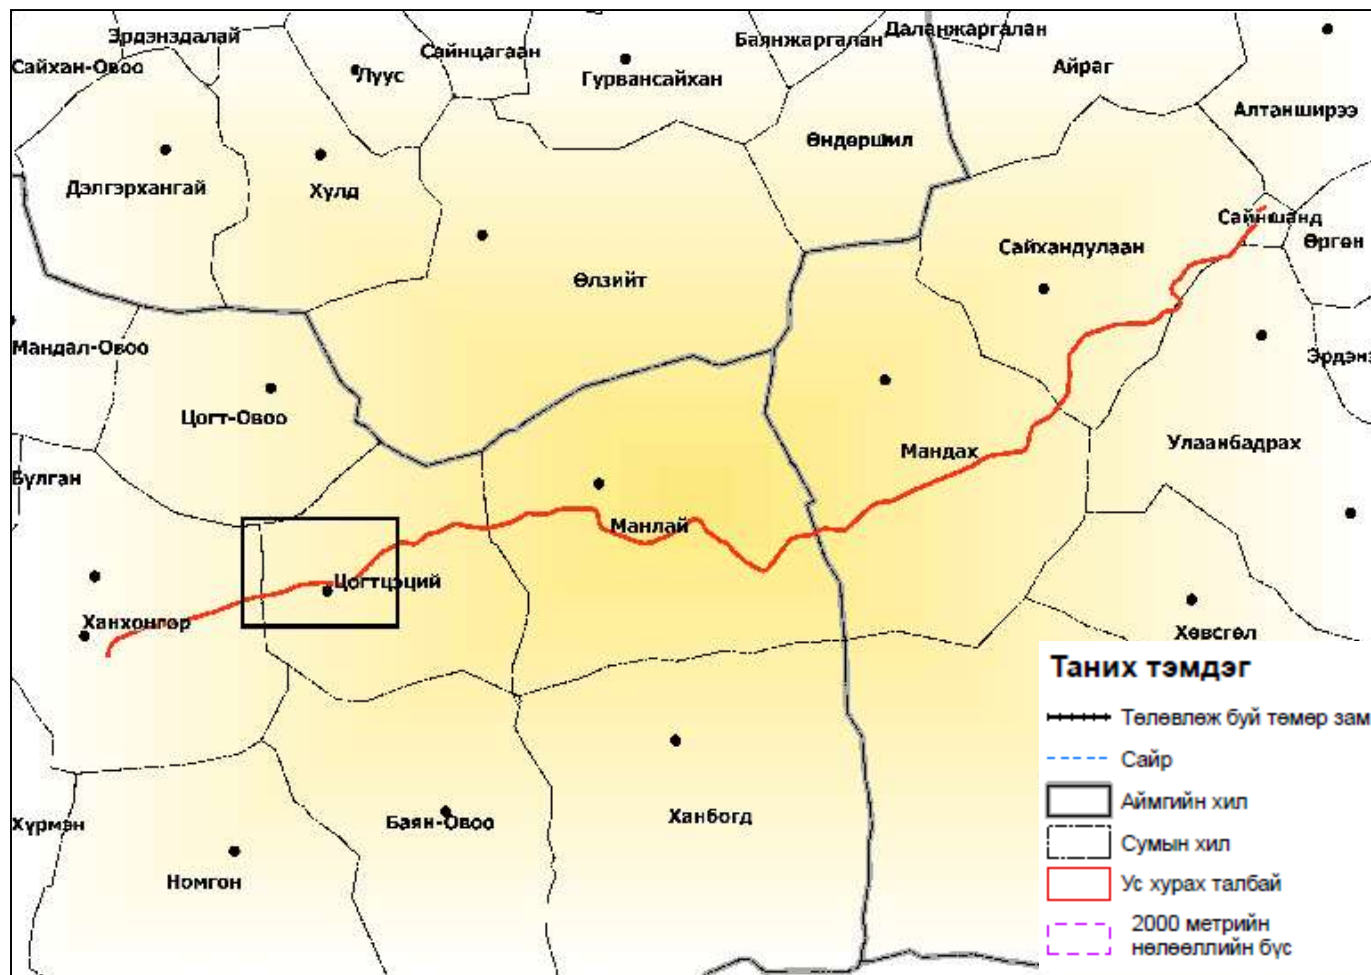 Эрдэнэдалай
Сайнцагаан
Баянжаргалан
Даланжаргалан
Сайхан-Овоо
Луус
Гурвансайхан
Айраг
Алтанширээ
Өндөршил
Дэлгэрхангай
Хулд
Сайншанд
Өргөн
Сайхандулаан
Өлзийт
Мандал-Овоо
Эрдэнэ
Цогт-Овоо
Улаанбадрах
Мандах
Булган
Манлай
Цогтцэций
Ханхонгор
Хөвсгөл
Хүрмэн
Баян-Овоо
Ханбогд
Номгон
Таних тэмдэг
Төлөвлөж буй төмөр зам
Сайр
Аймгийн хил
Сумын хил
Ус хурах талбай
2000 метрийн
нөлөөллийн бүс